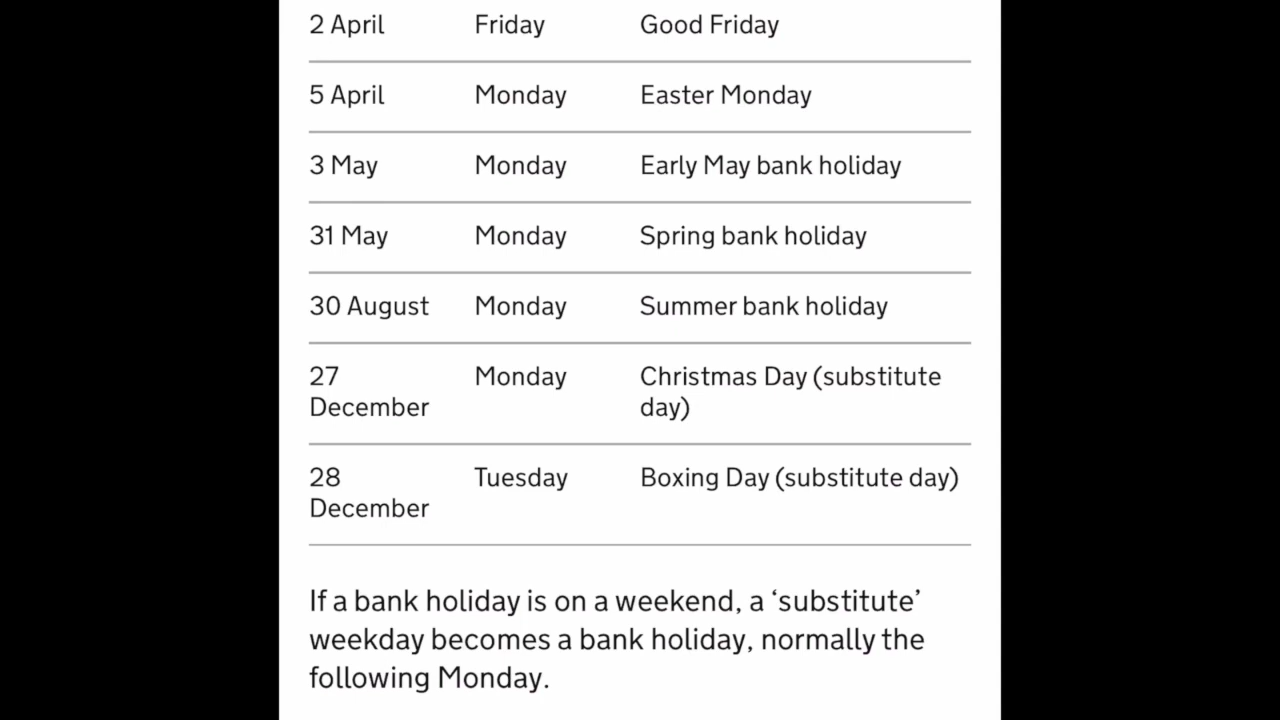 2 April Friday Good Friday
5 April Monday Easter Monday
3 May Monday Early May bank holiday
31 May Monday Spring bank holiday
30 August Monday Summer bank holiday
27 December Monday Christmas Day (substitute day)
28 December Tuesday Boxing Day (substitute day)
If a bank holiday is on a weekend, a ‘substitute’
weekday becomes a bank holiday, normally the
following Monday.